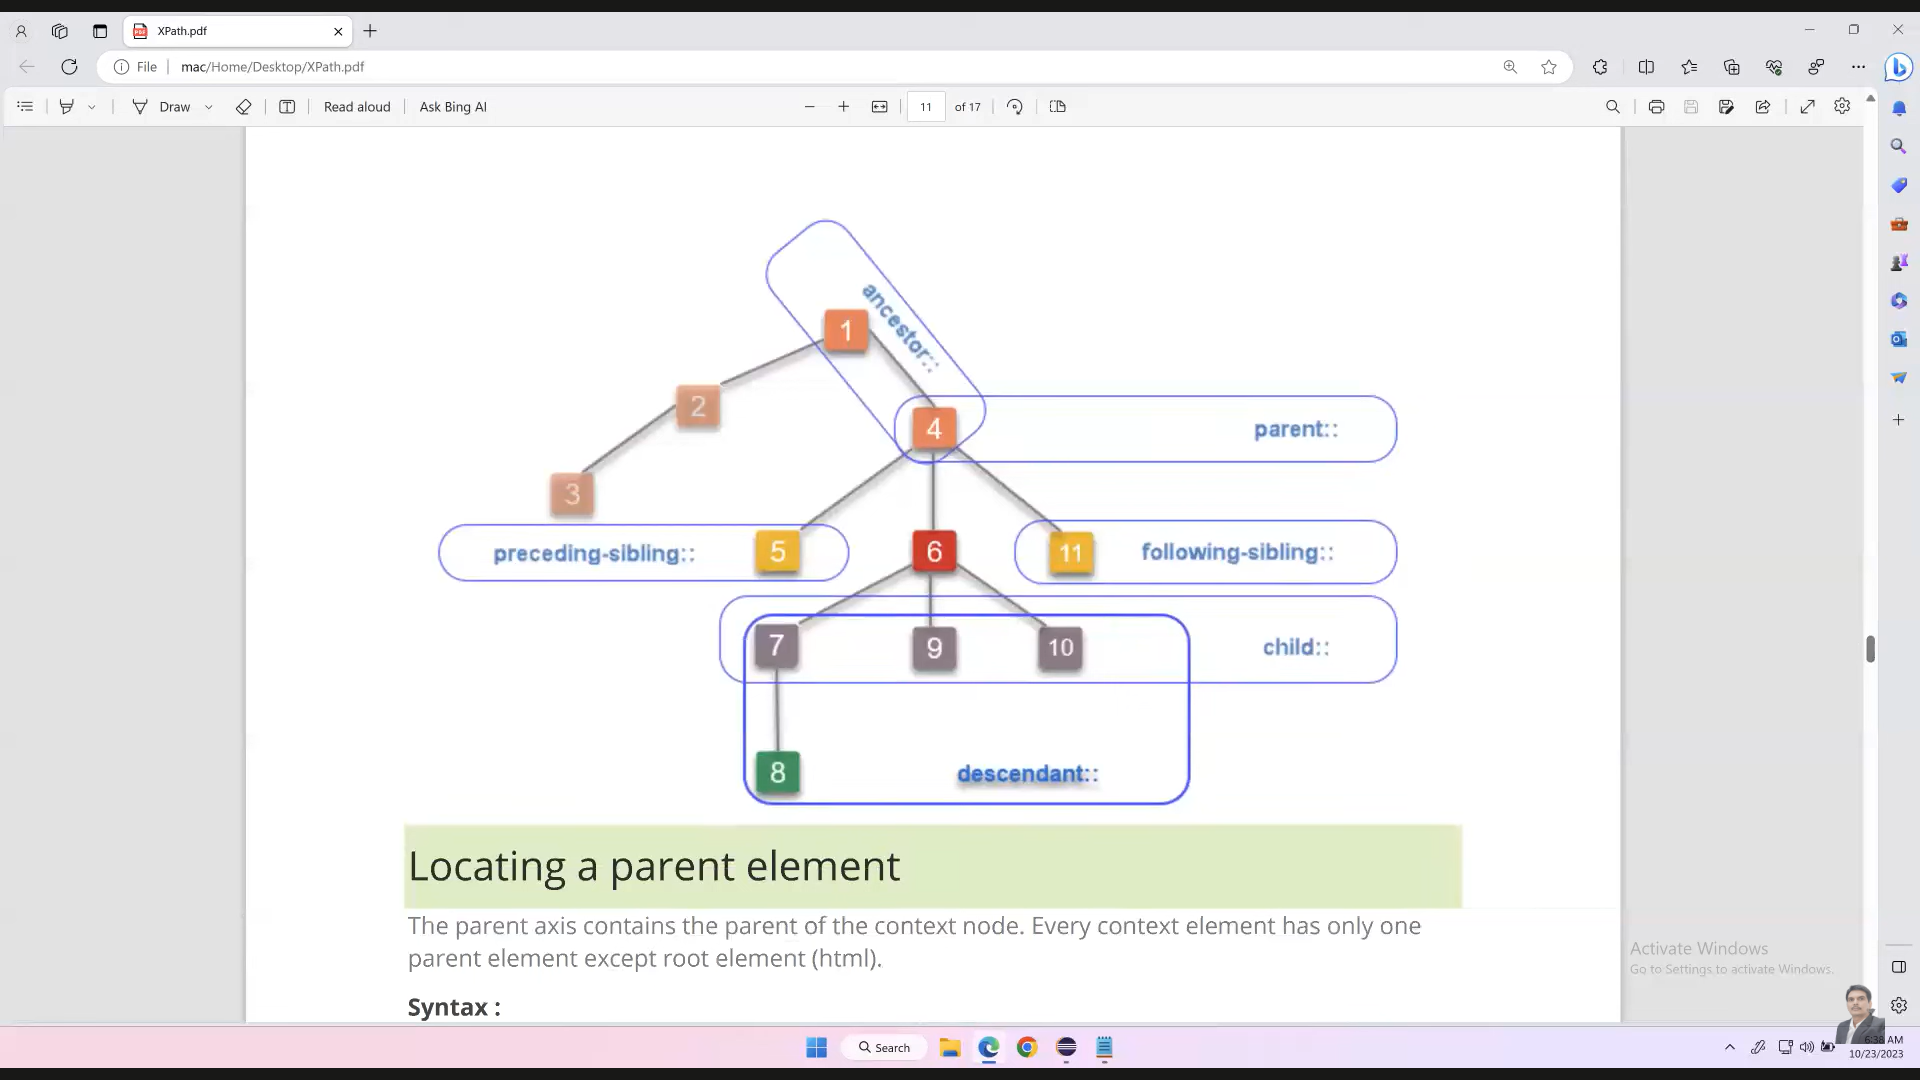 XPath.pdf
File
mac/Home/Desktop/XPath.pdf
Draw
Read aloud
Ask Bing AI
11
of 17
ancestor::
1
2
4
parent::
3
preceding-sibling::
5
6
11
following-sibling::
7
9
10
child::
8
descendant::
Locating a parent element
The parent axis contains the parent of the context node. Every context element has only one
parent element except root element (html).
Syntax :
Activate Windows
Go to Settings to activate Windows.
Search
6:38 AM
10/23/2023